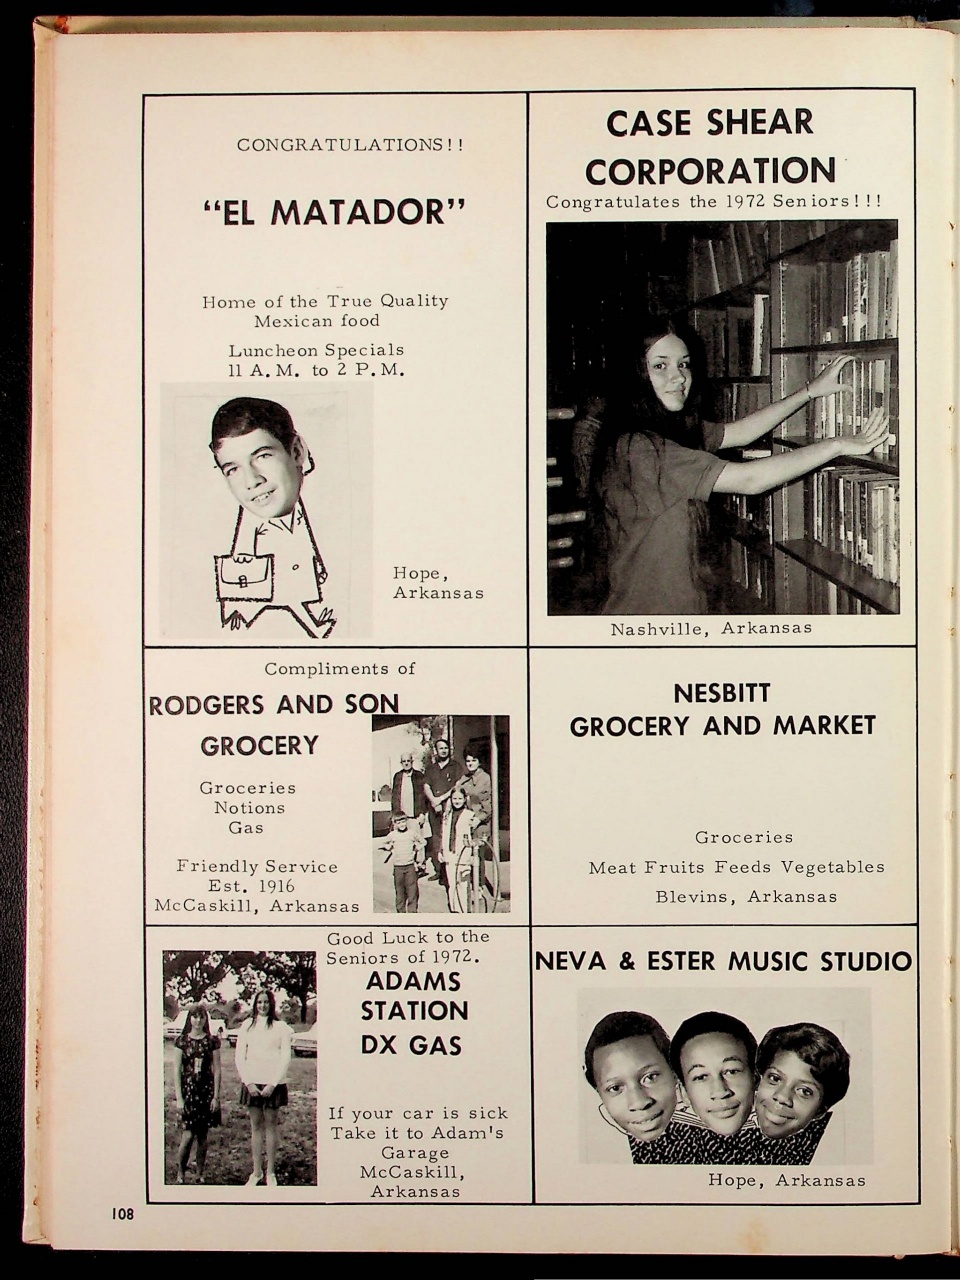 CONGRATULATIONS!!
"EL MATADOR"
Home of the True Quality
Mexican food
Luncheon Specials
11 A.M. to 2 P.M.
Hope,
Arkansas
CASE SHEAR
CORPORATION
Congratulates the 1972 Seniors!!!
Nashville, Arkansas
Compliments of
RODGERS AND SON
GROCERY
Groceries
Notions
Gas
Friendly Service
Est. 1916
McCaskill, Arkansas
NESBITT
GROCERY AND MARKET
Groceries
Meat Fruits Feeds Vegetables
Blevins, Arkansas
Good Luck to the
Seniors of 1972.
ADAMS
STATION
DX GAS
If your car is sick
Take it to Adam's
Garage
McCaskill,
Arkansas
NEVA & ESTER MUSIC STUDIO
Hope, Arkansas
108